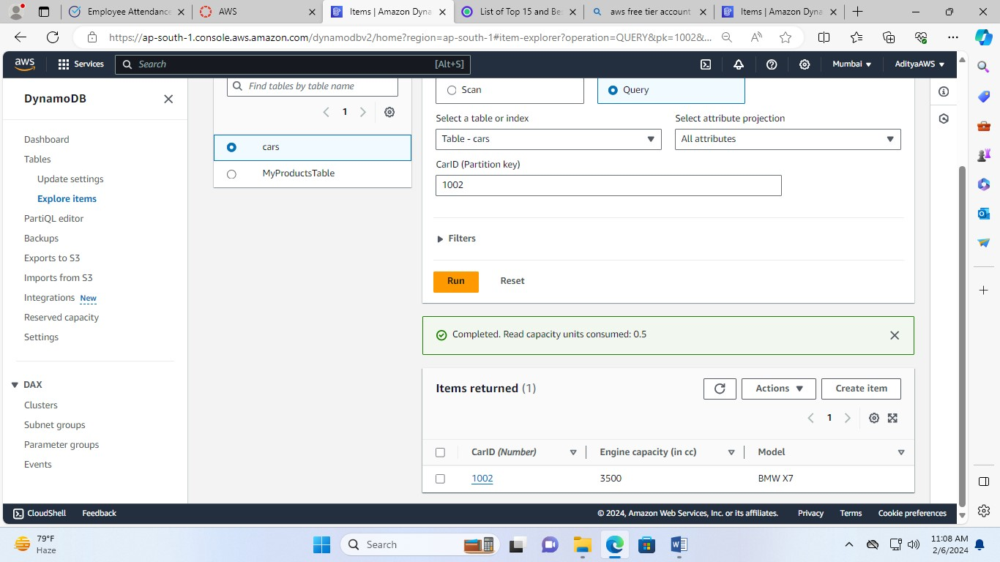 Employee Attendance
AWS
Items | Amazon Dyna
List of Top 15 and Be
aws free tier account
Items | Amazon Dyna
https://ap-south-1.console.aws.amazon.com/dynamodbv2/home?region=ap-south-1#item-explorer?operation=QUERY&pk=1002&...
aws
Services
Search
[Alt+S]
Mumbai
AdityaAWS
DynamoDB
Dashboard
Tables
Update settings
Explore items
PartiQL editor
Backups
Exports to S3
Imports from S3
Integrations New
Reserved capacity
Settings
DAX
Clusters
Subnet groups
Parameter groups
Events
Find tables by table name
1
cars
MyProductsTable
Scan
Query
Select a table or index
Select attribute projection
Table - cars
All attributes
CarID (Partition key)
1002
Filters
Run
Reset
Completed. Read capacity units consumed: 0.5
Items returned (1)
Actions
Create item
1
CarID (Number)
Engine capacity (in cc)
Model
1002
3500
BMW X7
CloudShell
Feedback
© 2024, Amazon Web Services, Inc. or its affiliates.
Privacy
Terms
Cookie preferences
79°F
Haze
Search
11:08 AM
2/6/2024